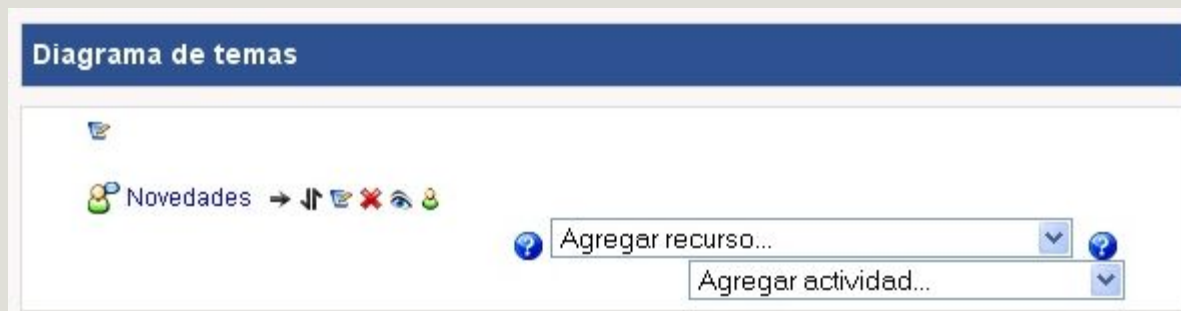 Diagrama de temas
Novedades
Agregar recurso...
Agregar actividad...